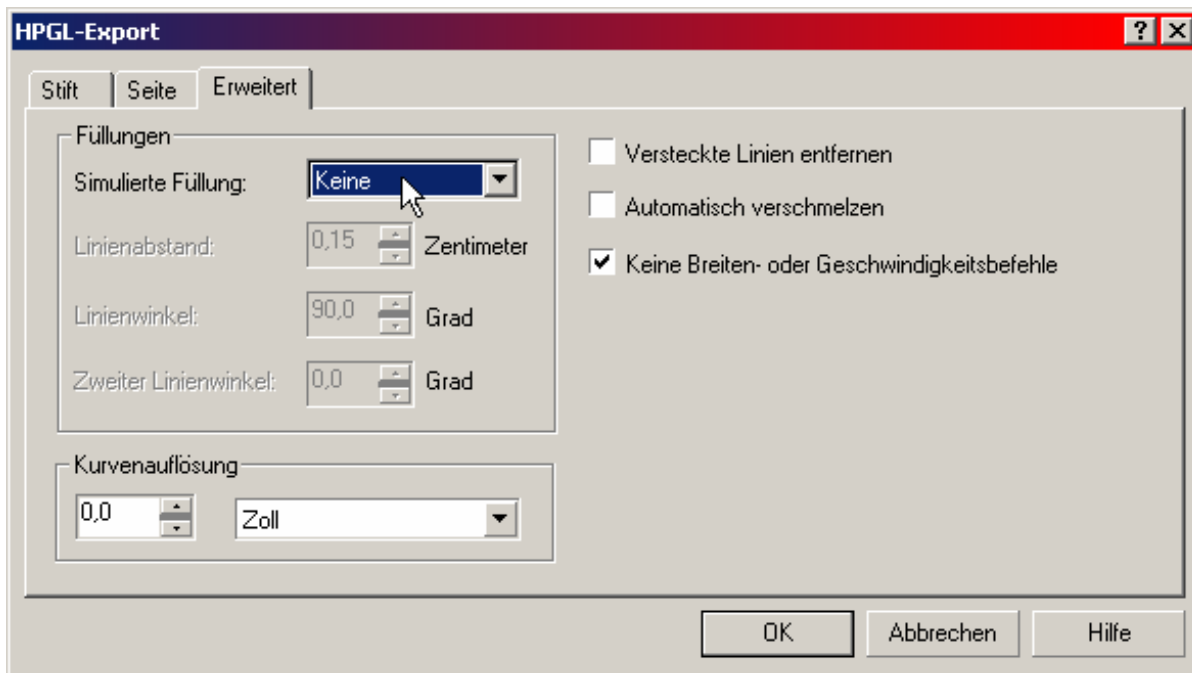 HPGL-Export
Stift Seite Erweitert
Füllungen
Simulierte Füllung: Keine
Linienabstand: 0,15 Zentimeter
Linienwinkel: 90,0 Grad
Zweiter Linienwinkel: 0,0 Grad
Kurvenauflösung
0,0 Zoll
Versteckte Linien entfernen
Automatisch verschmelzen
Keine Breiten- oder Geschwindigkeitsbefehle
OK Abbrechen Hilfe